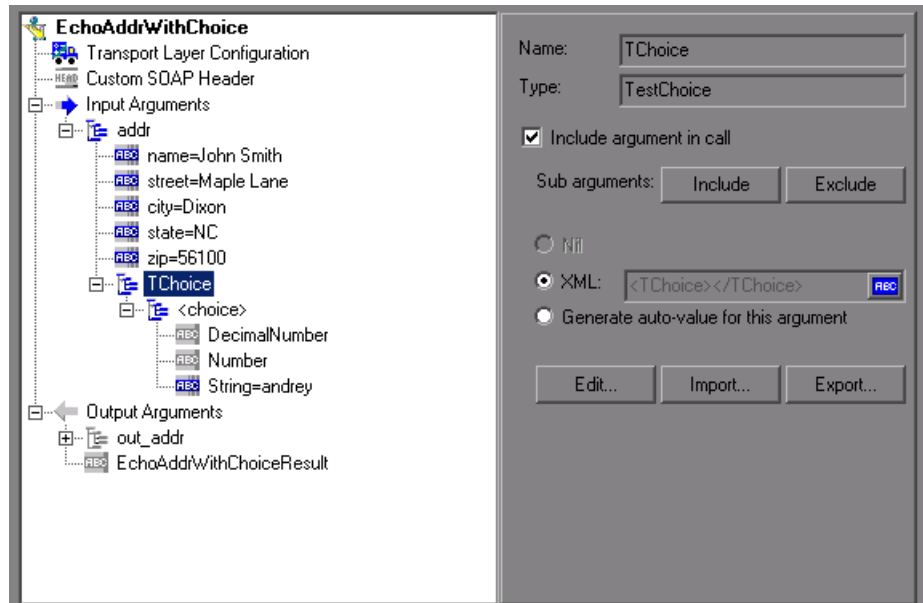 EchoAddrWithChoice
Transport Layer Configuration
HEAD Custom SOAP Header
Input Arguments
addr
ABC name=John Smith
ABC street=Maple Lane
ABC city=Dixon
ABC state=NC
ABC zip=56100
TChoice
<choice>
ABC DecimalNumber
ABC Number
ABC String=andrey
Output Arguments
out_addr
ABC EchoAddrWithChoiceResult
Name: TChoice
Type: TestChoice
Include argument in call
Sub arguments: Include Exclude
Nil
XML: <TChoice></TChoice> ABC
Generate auto-value for this argument
Edit... Import... Export...